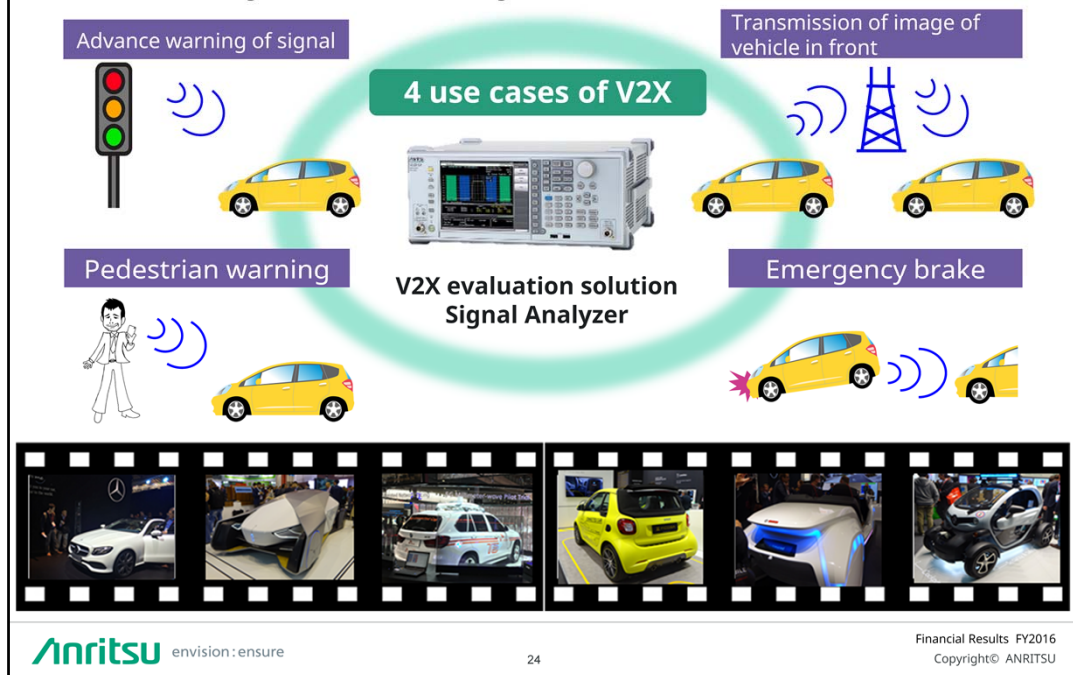 Advance warning of signal
Transmission of image of
vehicle in front
4 use cases of V2X
Pedestrian warning
V2X evaluation solution
Signal Analyzer
Emergency brake
Anritsu envision : ensure
24
Financial Results FY2016
Copyright© ANRITSU